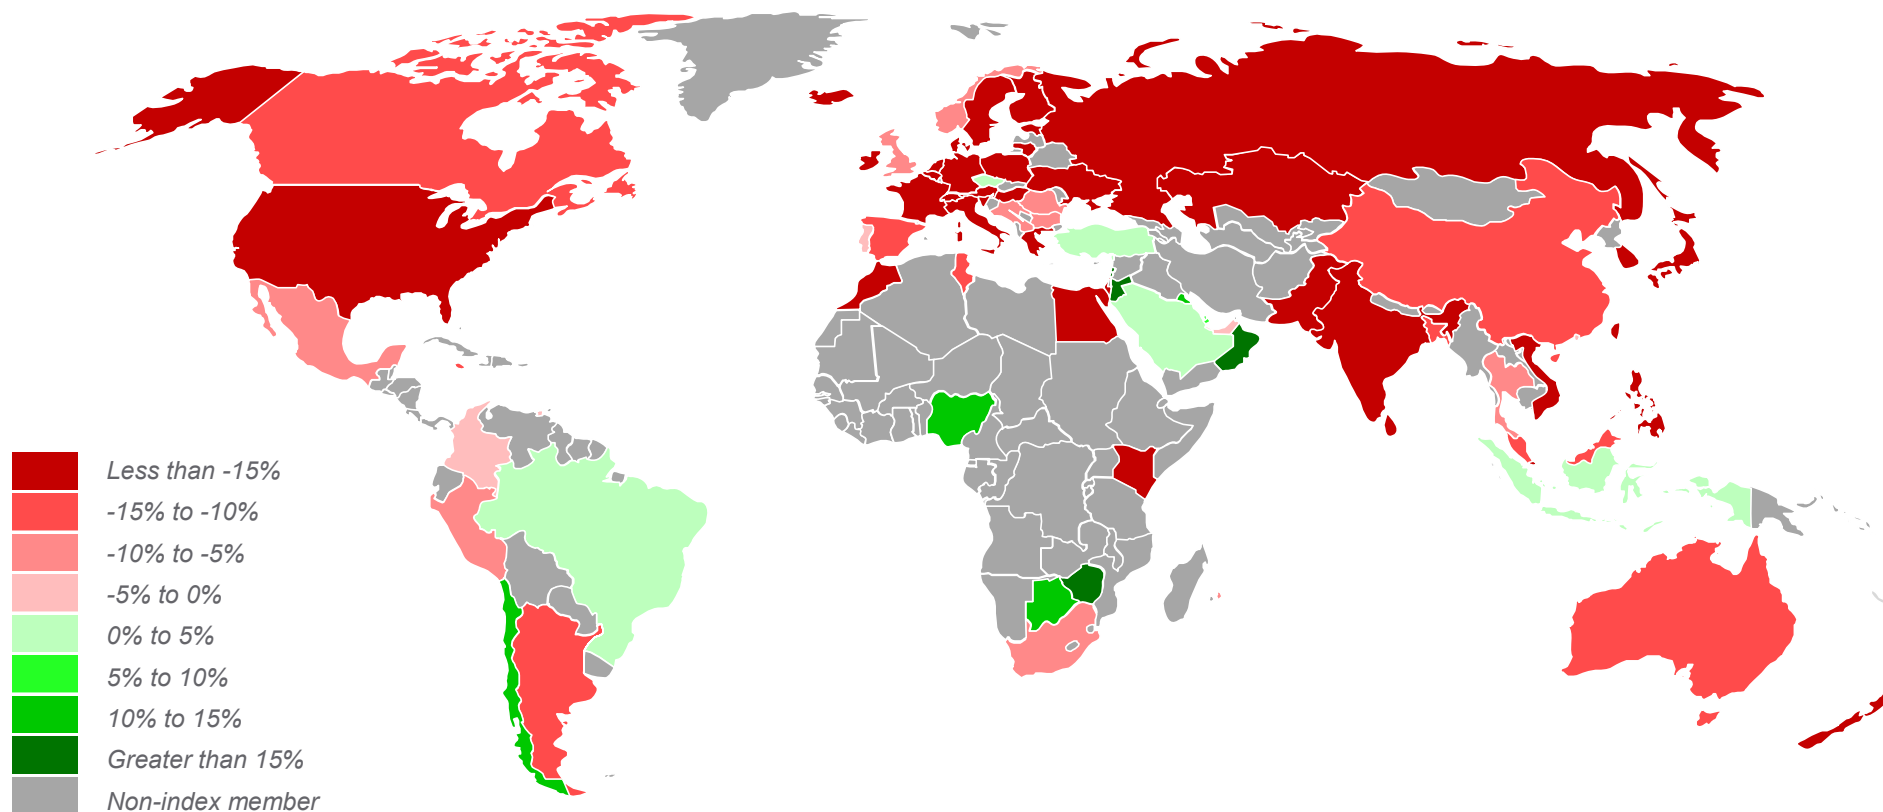 Less than -15%
-15% to -10%
-10% to -5%
-5% to 0%
0% to 5%
5% to 10%
10% to 15%
Greater than 15%
Non-index member